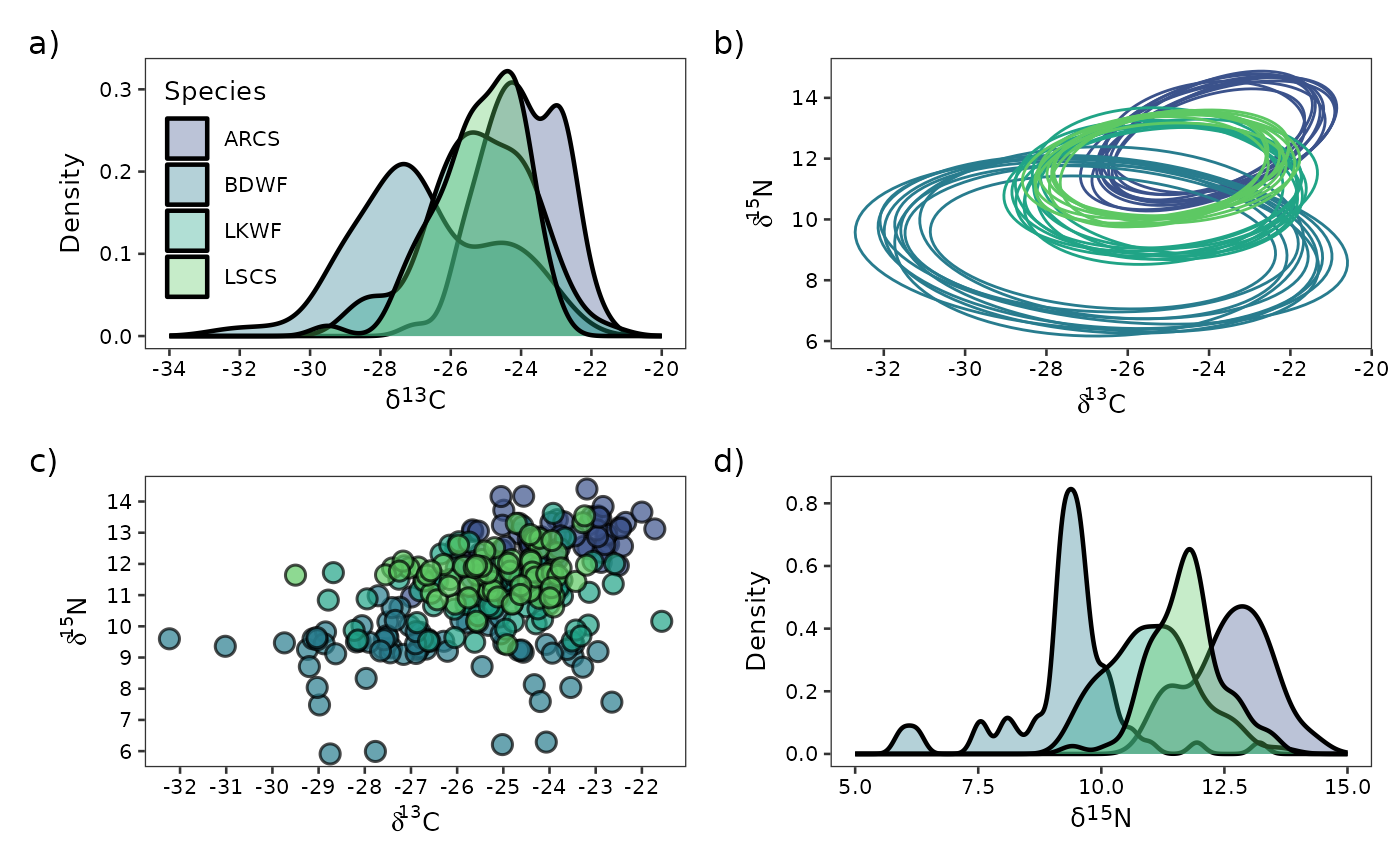 a)
Species
ARCS
BDWF
LKWF
LSCS
Density
0.3
0.2
0.1
0.0
-34 -32 -30 -28 -26 -24 -22 -20
δ¹³C
b)
δ¹⁵N
14
12
10
8
6
-32 -30 -28 -26 -24 -22 -20
δ¹³C
c)
δ¹⁵N
14
13
12
11
10
9
8
7
6
-32 -31 -30 -29 -28 -27 -26 -25 -24 -23 -22
δ¹³C
d)
Density
0.8
0.6
0.4
0.2
0.0
5.0 7.5 10.0 12.5 15.0
δ¹⁵N